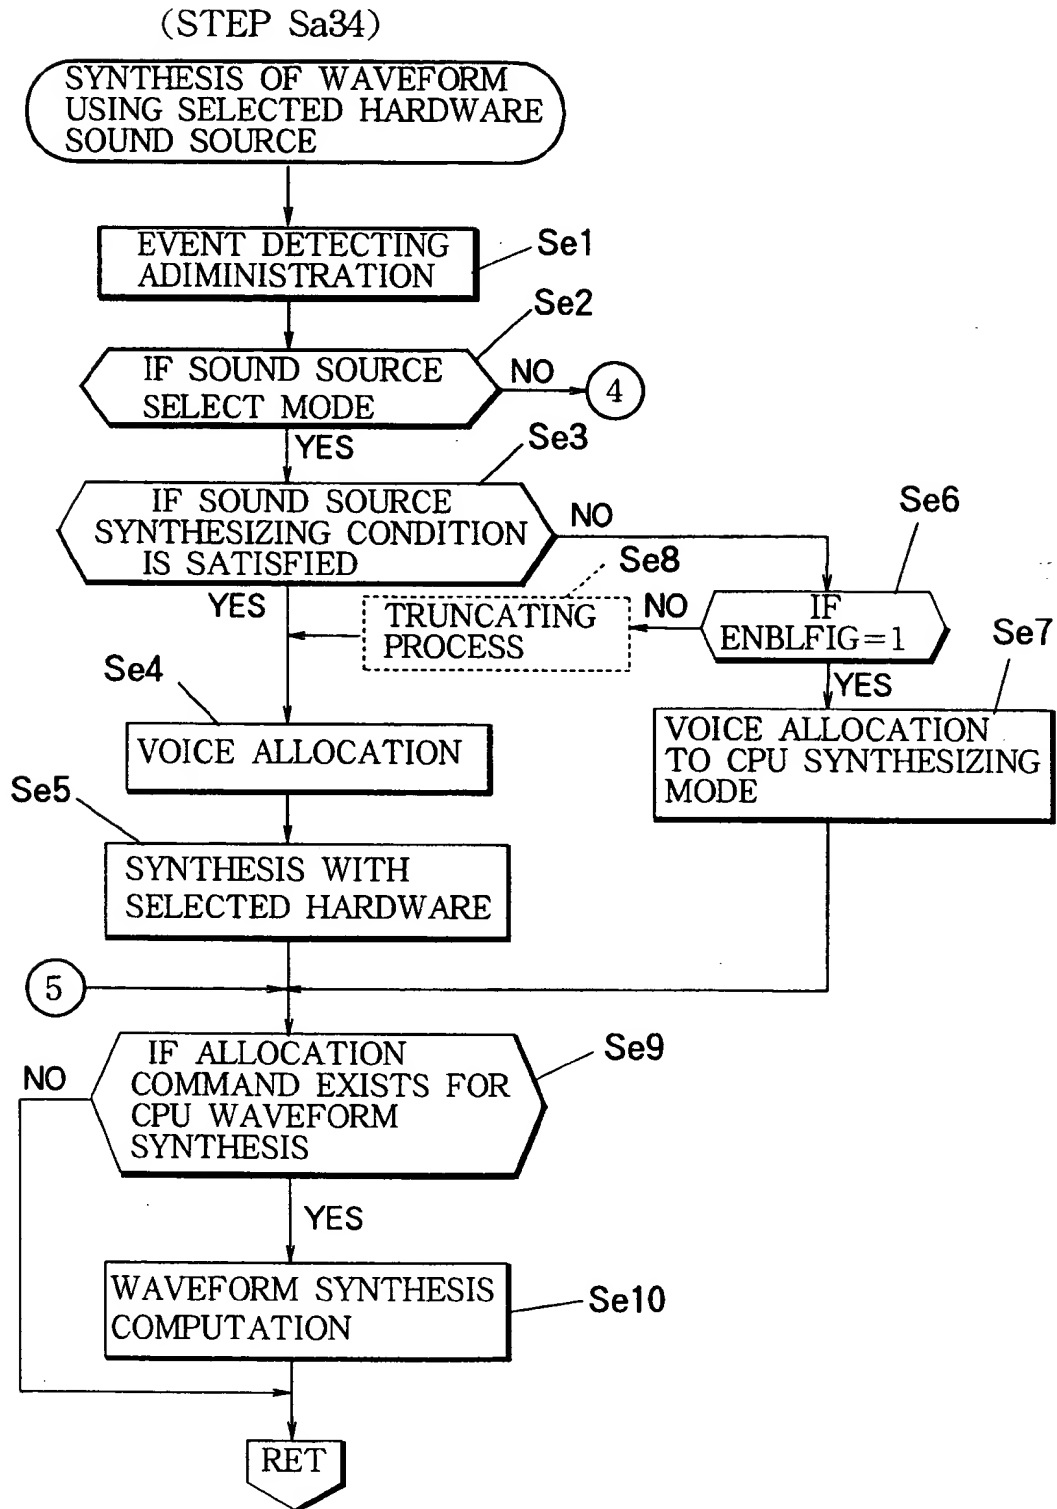 (STEP Sa34)
SYNTHESIS OF WAVEFORM
USING SELECTED HARDWARE
SOUND SOURCE
EVENT DETECTING
ADIMINISTRATION
Se1
Se2
IF SOUND SOURCE
SELECT MODE
NO
4
YES
Se3
IF SOUND SOURCE
SYNTHESIZING CONDITION
IS SATISFIED
NO
Se6
YES
Se8
TRUNCATING
PROCESS
NO
IF
ENBLFIG=1
Se7
YES
Se4
VOICE ALLOCATION
VOICE ALLOCATION
TO CPU SYNTHESIZING
MODE
Se5
SYNTHESIS WITH
SELECTED HARDWARE
5
Se9
NO
IF ALLOCATION
COMMAND EXISTS FOR
CPU WAVEFORM
SYNTHESIS
YES
WAVEFORM SYNTHESIS
COMPUTATION
Se10
RET